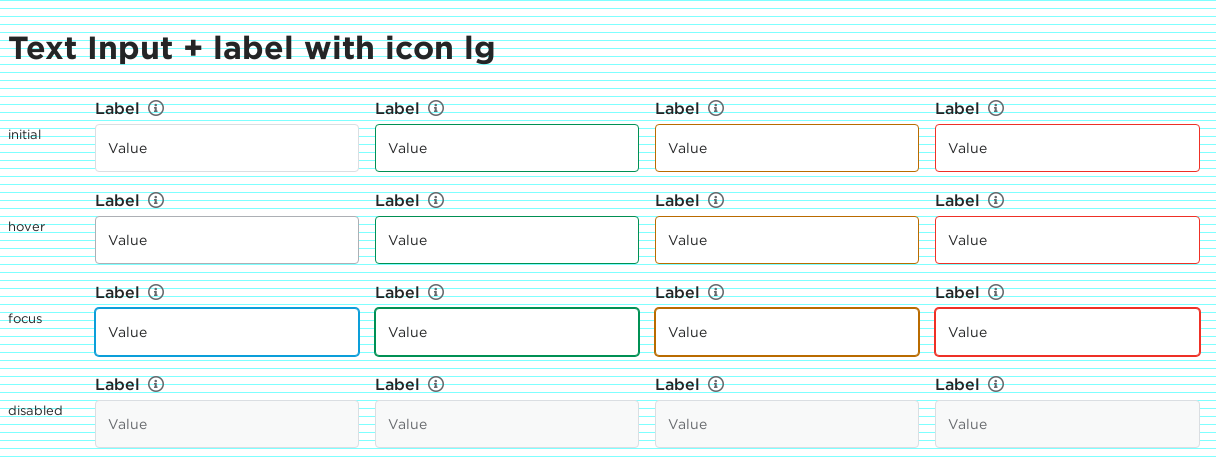 Text Input + label with icon lg
Label Label Label Label
initial
Value Value Value Value
Label Label Label Label
hover
Value Value Value Value
Label Label Label Label
focus
Value Value Value Value
Label Label Label Label
disabled
Value Value Value Value